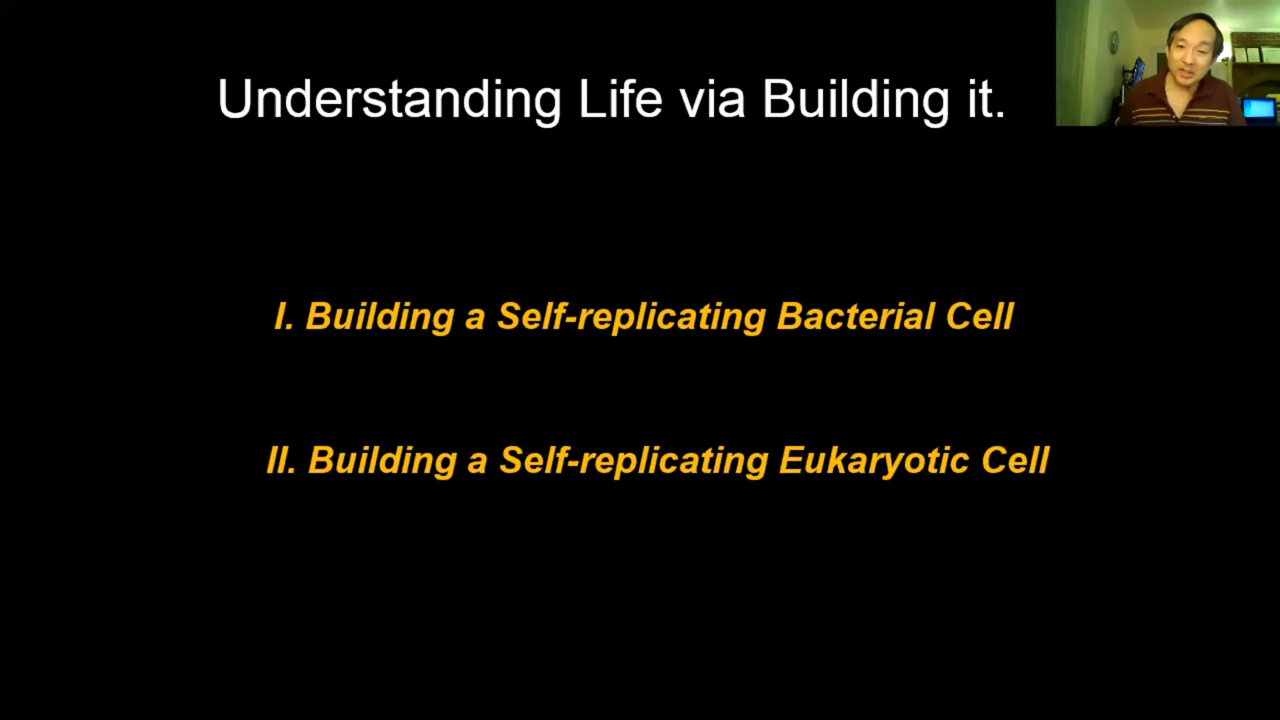 Understanding Life via Building it.
I. Building a Self-replicating Bacterial Cell
II. Building a Self-replicating Eukaryotic Cell